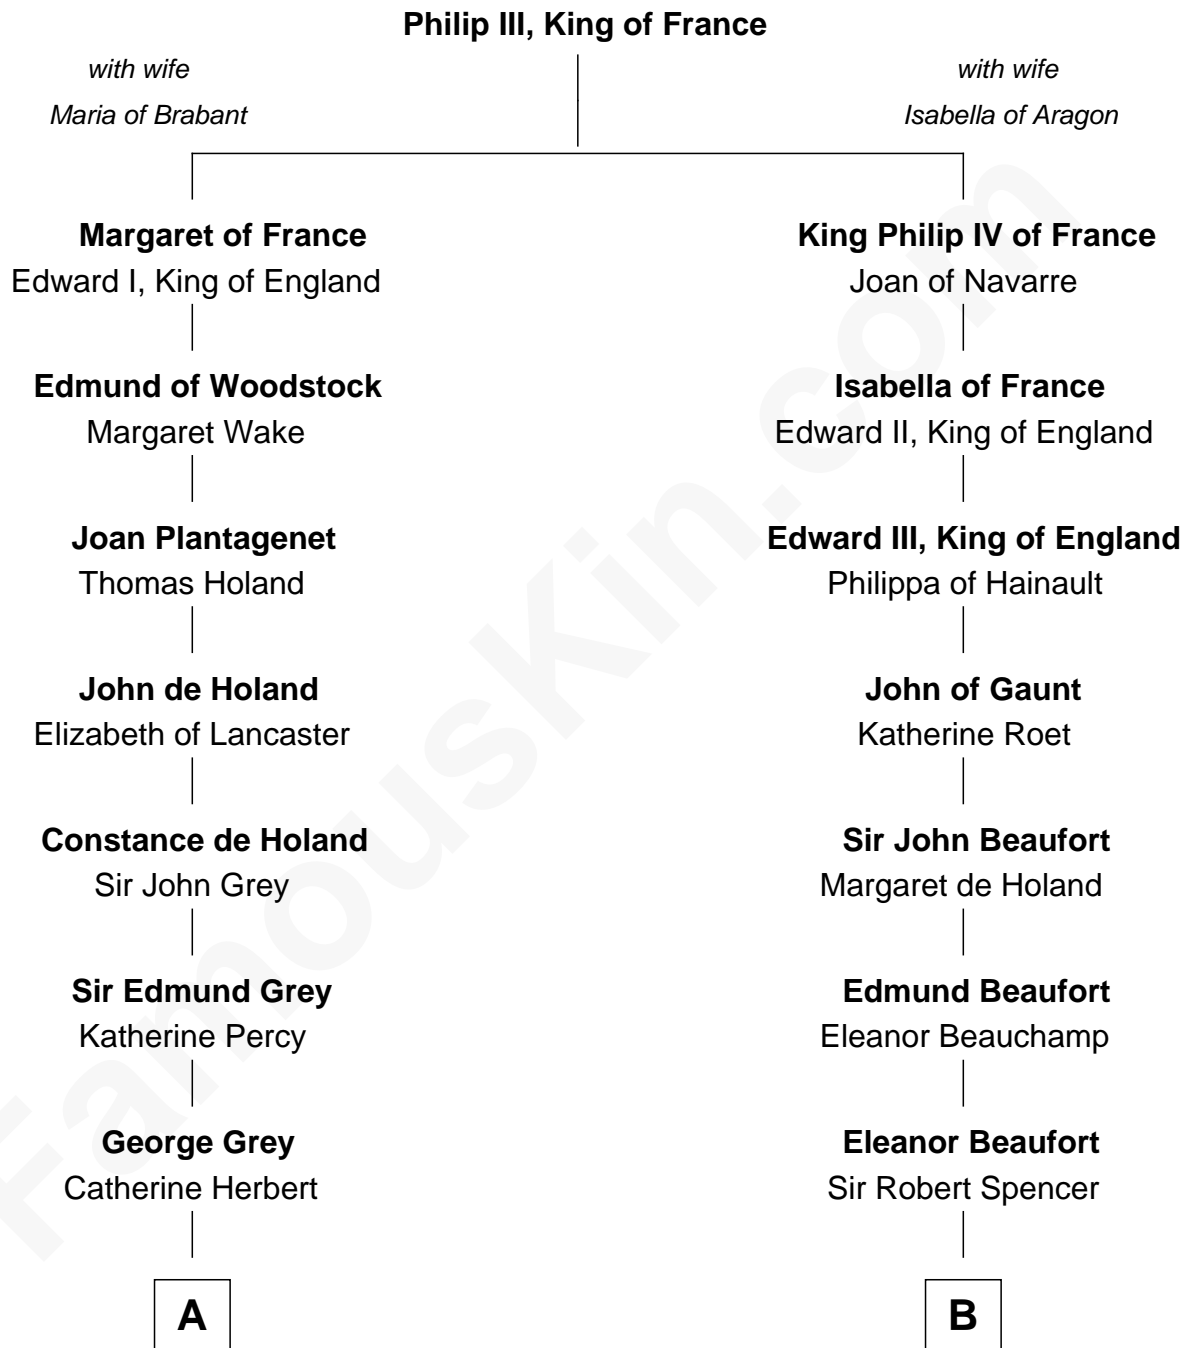 Philip III, King of France
with wife
Maria of Brabant
with wife
Isabella of Aragon
Margaret of France
Edward I, King of England
Edmund of Woodstock
Margaret Wake
Joan Plantagenet
Thomas Holand
John de Holand
Elizabeth of Lancaster
Constance de Holand
Sir John Grey
Sir Edmund Grey
Katherine Percy
George Grey
Catherine Herbert
A
King Philip IV of France
Joan of Navarre
Isabella of France
Edward II, King of England
Edward III, King of England
Philippa of Hainault
John of Gaunt
Katherine Roet
Sir John Beaufort
Margaret de Holand
Edmund Beaufort
Eleanor Beauchamp
Eleanor Beaufort
Sir Robert Spencer
B
FamousKin.com